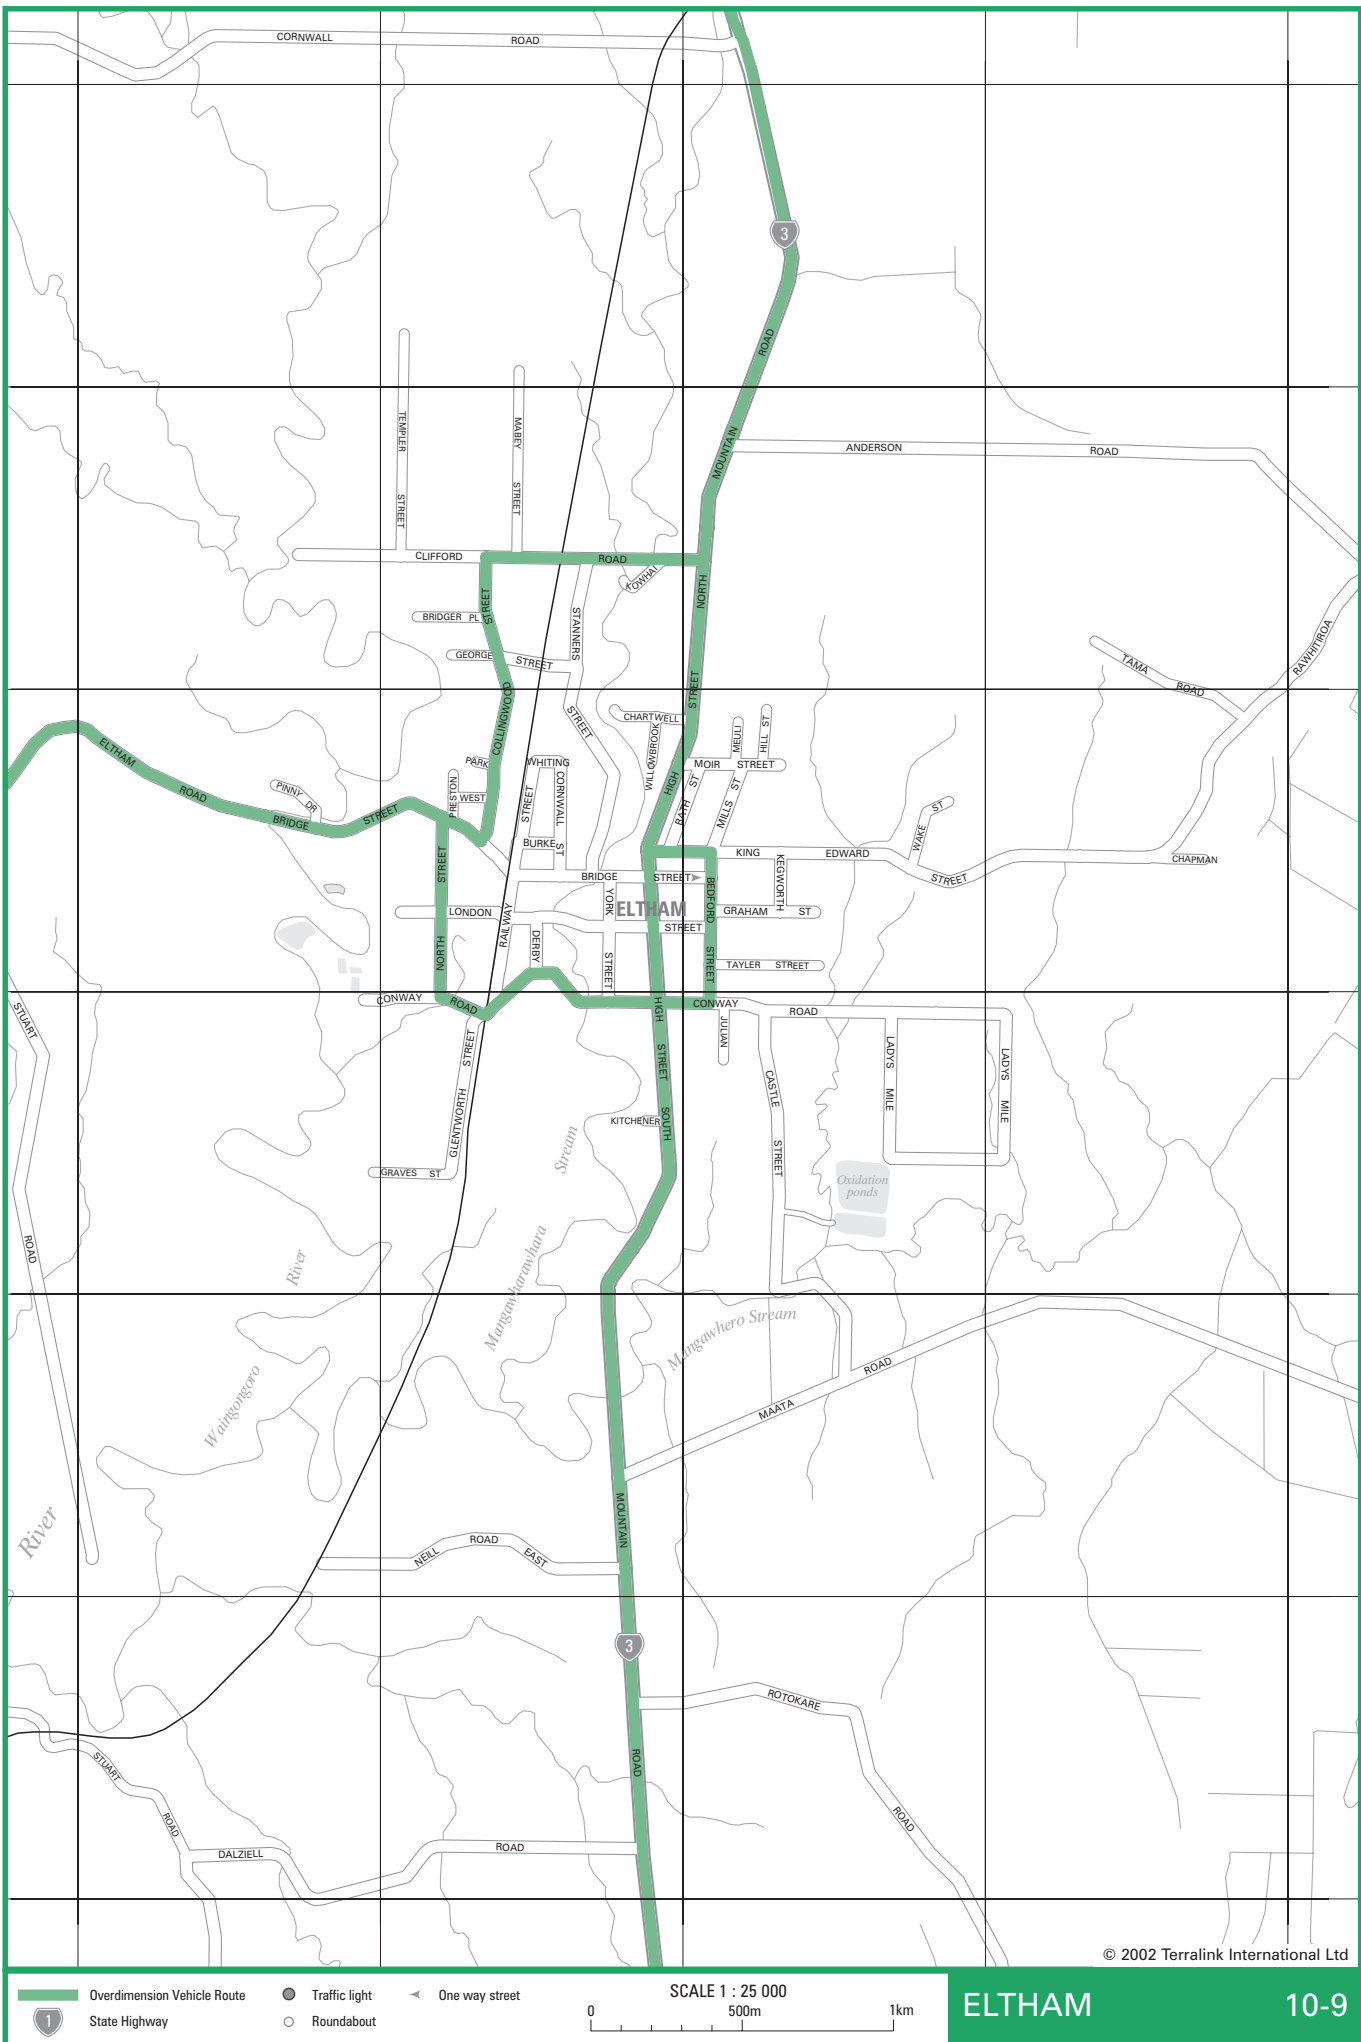 CORNWALL ROAD
3
ROAD
MOUNTAIN
TEMPLER STREET
MABEY STREET
ANDERSON ROAD
CLIFFORD ROAD
KOWHAI
NORTH
STREET
BRIDGER PL
STANNERS
STREET
GEORGE STREET
TAMA ROAD
RAWHITIROA
COLLINGWOOD
STREET
CHARTWELL
WILLOWBROOK
MEULI
HILL ST
ELTHAM
ROAD
PARK
WHITING
MOIR STREET
HIGH
BATH ST
MILLS ST
PINNY DR
PRESTON
WEST
STREET
CORNWALL ST
BRIDGE STREET
BURKE
KING EDWARD STREET
WAKE ST
CHAPMAN
KEGWORTH
BRIDGE STREET
STREET
NORTH
LONDON
YORK
ELTHAM
BEDFORD
GRAHAM ST
RAILWAY
DERBY
STREET
STREET
STREET
TAYLER STREET
CONWAY ROAD
HIGH
CONWAY
ROAD
STUART
ROAD
STREET
GLENTWORTH
STREET
SOUTH
JULIAN
CASTLE
STREET
LADYS MILE
LADYS MILE
KITCHENER
GRAVES ST
Stream
Mangawharawhara
Oxidation
ponds
River
Waingongoro
Mangawhero Stream
MAATA ROAD
River
MOUNTAIN
NEILL ROAD EAST
3
ROTOKARE
ROAD
ROAD
STUART
ROAD
DALZIELL ROAD
© 2002 Terralink International Ltd
Overdimension Vehicle Route
Traffic light
One way street
1
State Highway
Roundabout
SCALE 1 : 25 000
0 500m 1km
ELTHAM 10-9